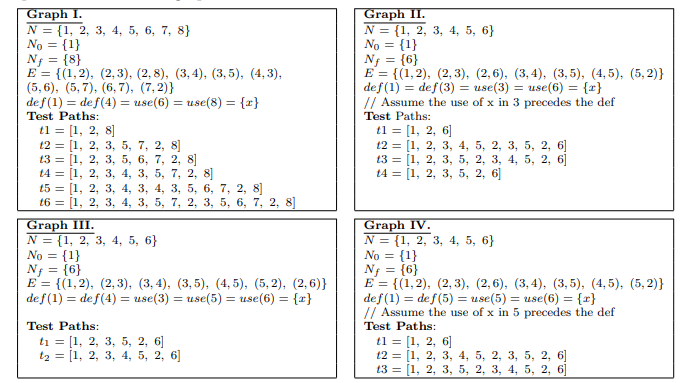 Graph I.
N = {1, 2, 3, 4, 5, 6, 7, 8}
N0 = {1}
Nf = {8}
E = {(1, 2), (2, 3), (2, 8), (3, 4), (3, 5), (4, 3),
(5, 6), (5, 7), (6, 7), (7, 2)}
def(1) = def(4) = use(6) = use(8) = {x}
Test Paths:
t1 = [1, 2, 8]
t2 = [1, 2, 3, 5, 7, 2, 8]
t3 = [1, 2, 3, 5, 6, 7, 2, 8]
t4 = [1, 2, 3, 4, 3, 5, 7, 2, 8]
t5 = [1, 2, 3, 4, 3, 4, 3, 5, 6, 7, 2, 8]
t6 = [1, 2, 3, 4, 3, 5, 7, 2, 3, 5, 6, 7, 2, 8]
Graph II.
N = {1, 2, 3, 4, 5, 6}
N0 = {1}
Nf = {6}
E = {(1, 2), (2, 3), (2, 6), (3, 4), (3, 5), (4, 5), (5, 2)}
def(1) = def(3) = use(3) = use(6) = {x}
// Assume the use of x in 3 precedes the def
Test Paths:
t1 = [1, 2, 6]
t2 = [1, 2, 3, 4, 5, 2, 3, 5, 2, 6]
t3 = [1, 2, 3, 5, 2, 3, 4, 5, 2, 6]
t4 = [1, 2, 3, 5, 2, 6]
Graph III.
N = {1, 2, 3, 4, 5, 6}
N0 = {1}
Nf = {6}
E = {(1, 2), (2, 3), (3, 4), (3, 5), (4, 5), (5, 2), (2, 6)}
def(1) = def(4) = use(3) = use(5) = use(6) = {x}
Test Paths:
t1 = [1, 2, 3, 5, 2, 6]
t2 = [1, 2, 3, 4, 5, 2, 6]
Graph IV.
N = {1, 2, 3, 4, 5, 6}
N0 = {1}
Nf = {6}
E = {(1, 2), (2, 3), (2, 6), (3, 4), (3, 5), (4, 5), (5, 2)}
def(1) = def(5) = use(5) = use(6) = {x}
// Assume the use of x in 5 precedes the def
Test Paths:
t1 = [1, 2, 6]
t2 = [1, 2, 3, 4, 5, 2, 3, 5, 2, 6]
t3 = [1, 2, 3, 5, 2, 3, 4, 5, 2, 6]